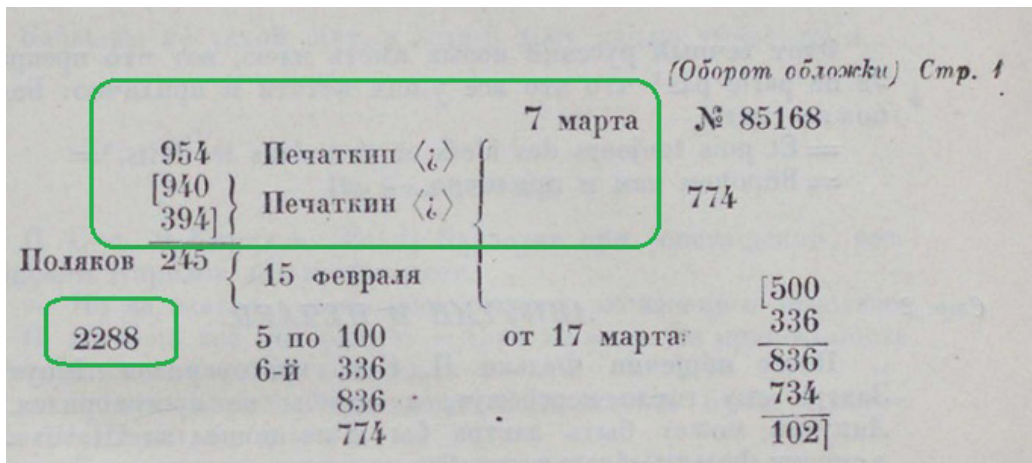 (Оборот обложки) Стр. 1
7 марта № 85168
954 Печаткин ⟨?⟩
[940
394] Печаткин ⟨?⟩ 774
Поляков 245 15 февраля
[500
2288 5 по 100 от 17 марта 336
6-й 336 836
836 734
774 102]